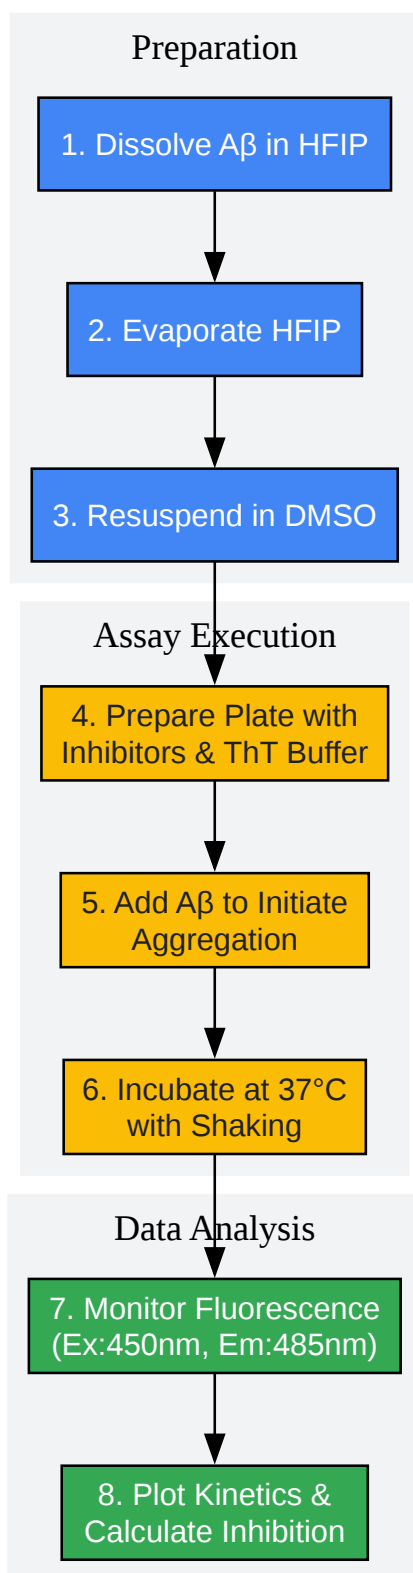 Preparation
1. Dissolve Aβ in HFIP
2. Evaporate HFIP
3. Resuspend in DMSO
Assay Execution
4. Prepare Plate with
Inhibitors & ThT Buffer
5. Add Aβ to Initiate
Aggregation
6. Incubate at 37°C
with Shaking
Data Analysis
7. Monitor Fluorescence
(Ex:450nm, Em:485nm)
8. Plot Kinetics &
Calculate Inhibition